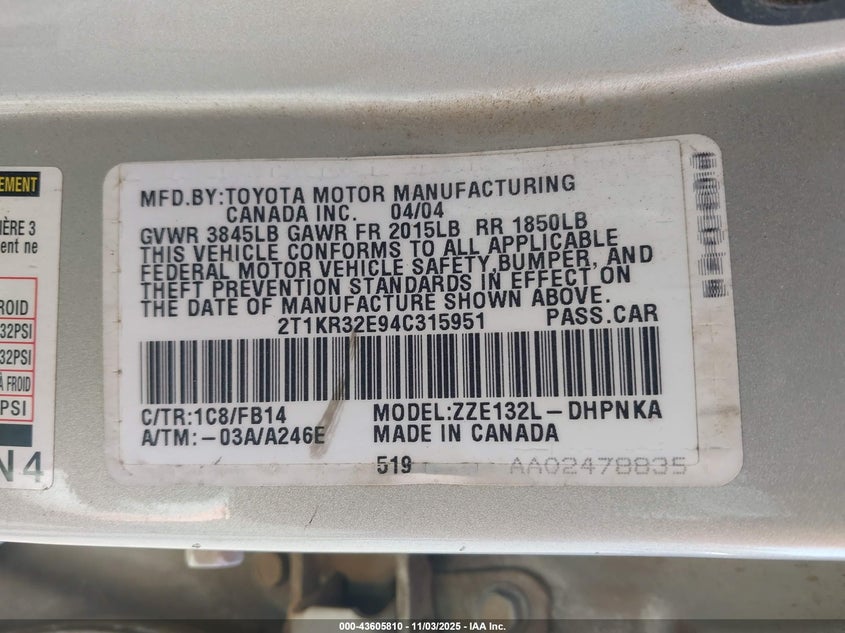 EMENT
IÈRE 3
ent ne
ROID
32PSI
32PSI
À FROID
PSI
N4
MFD.BY:TOYOTA MOTOR MANUFACTURING
CANADA INC. 04/04
GVWR 3845LB GAWR FR 2015LB RR 1850LB
THIS VEHICLE CONFORMS TO ALL APPLICABLE
FEDERAL MOTOR VEHICLE SAFETY,BUMPER, AND
THEFT PREVENTION STANDARDS IN EFFECT ON
THE DATE OF MANUFACTURE SHOWN ABOVE.
2T1KR32E94C315951 PASS.CAR
C/TR:1C8/FB14 MODEL:ZZE132L-DHPNKA
A/TM:-03A/A246E MADE IN CANADA
519 AA02478835
000-43605810 - 11/03/2025 - IAA Inc.